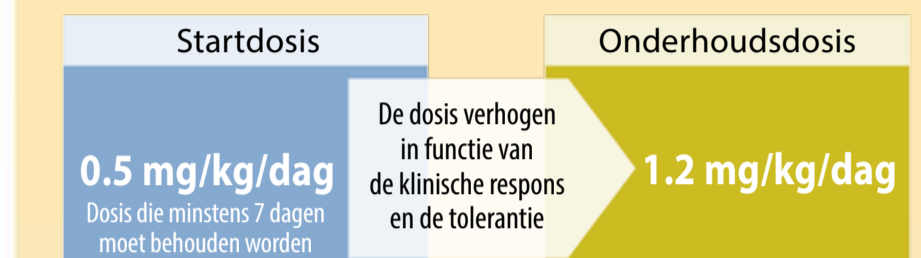 Startdosis
Onderhoudsdosis
0.5 mg/kg/dag
Dosis die minstens 7 dagen
moet behouden worden
De dosis verhogen
in functie van
de klinische respons
en de tolerantie
1.2 mg/kg/dag